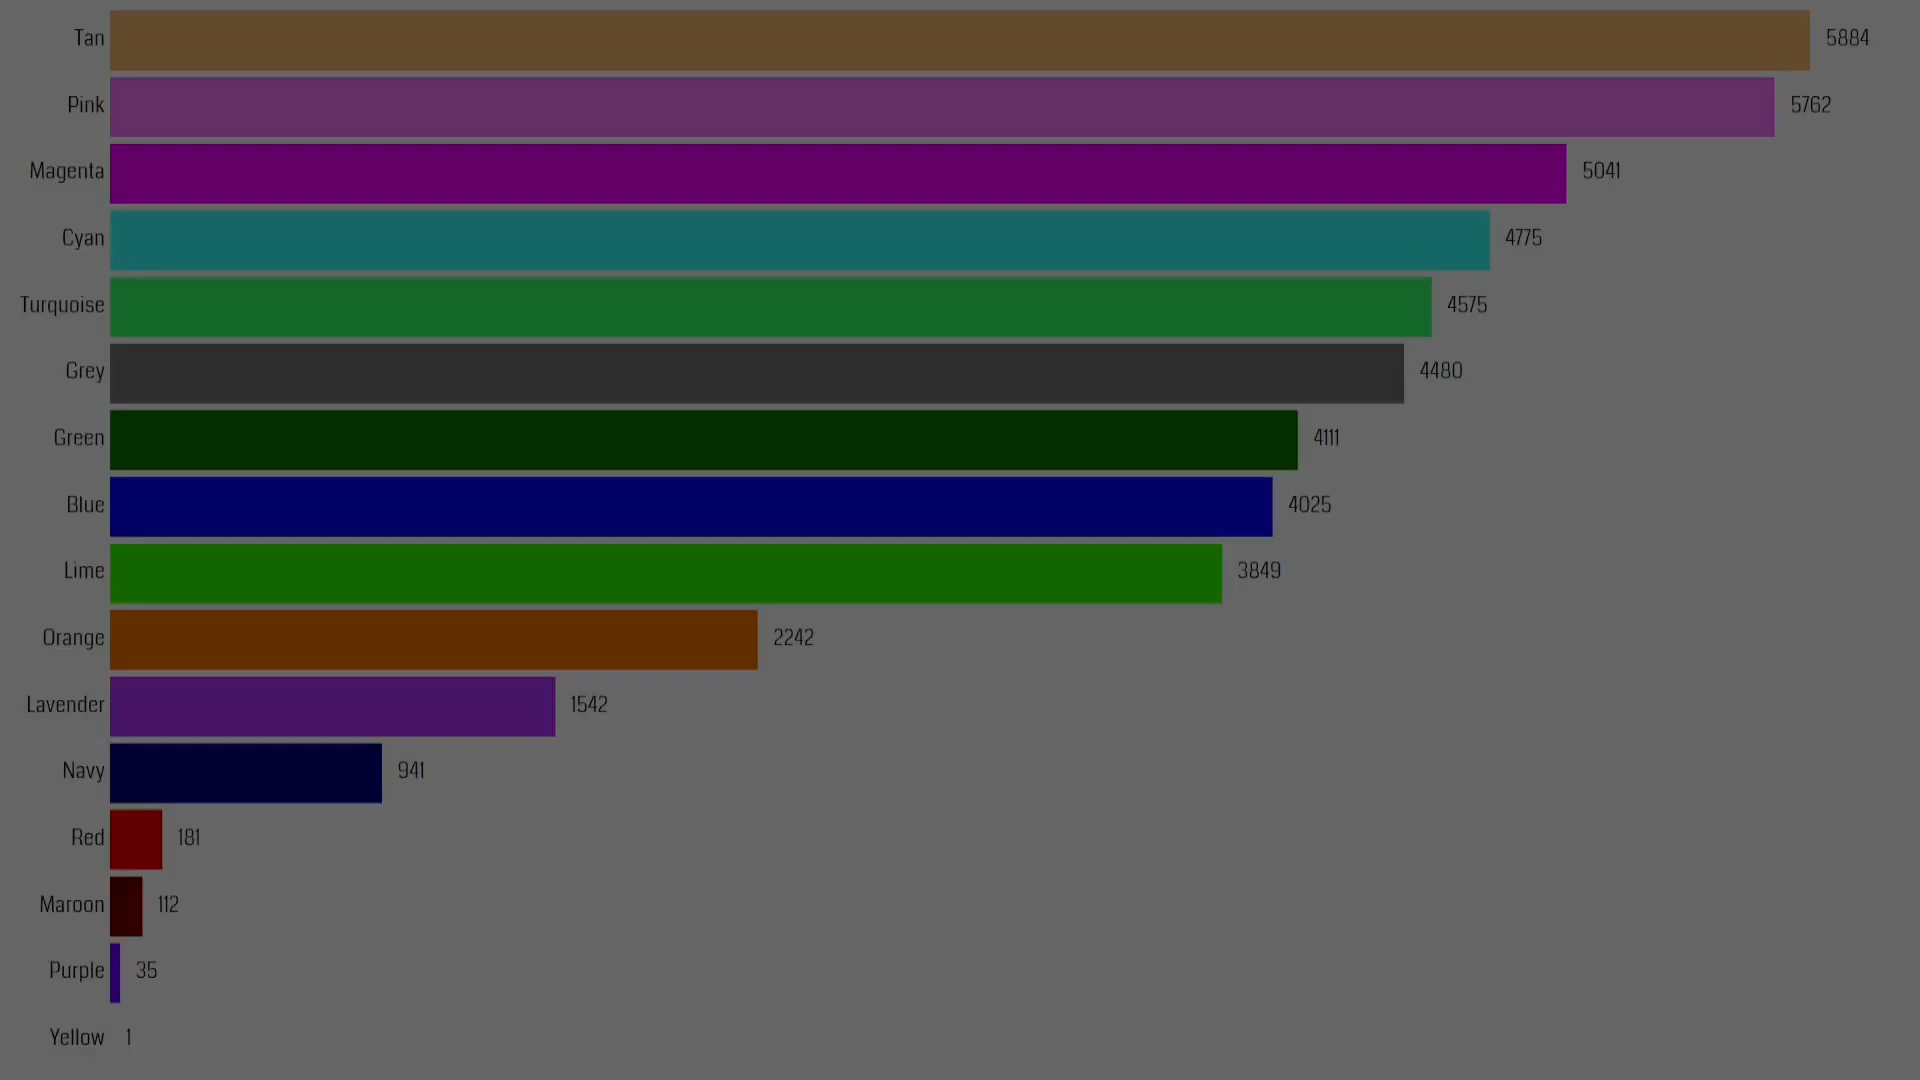 Tan 5884
Pink 5762
Magenta 5041
Cyan 4775
Turquoise 4575
Grey 4480
Green 4111
Blue 4025
Lime 3849
Orange 2242
Lavender 1542
Navy 941
Red 181
Maroon 112
Purple 35
Yellow 1